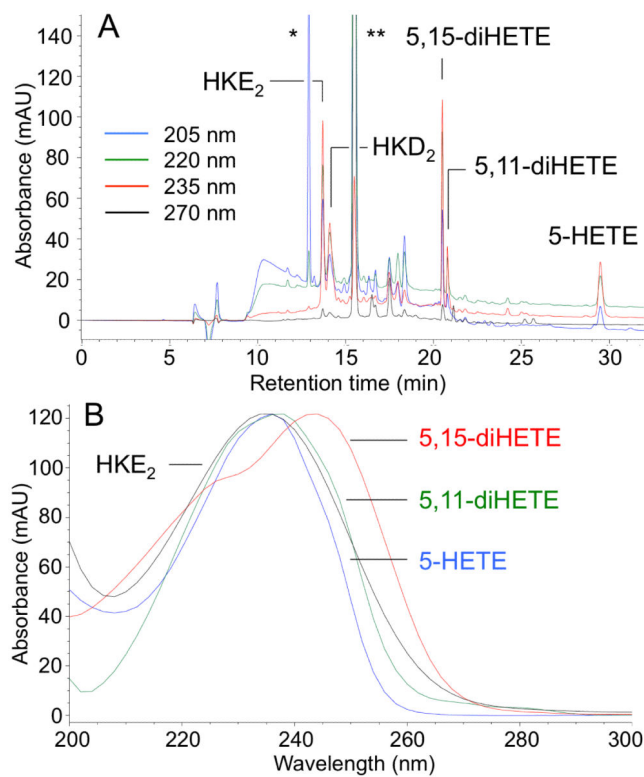 A
Absorbance (mAU)
140
120
100
80
60
40
20
0
*
**
HKE₂
HKD₂
5,15-diHETE
5,11-diHETE
5-HETE
205 nm
220 nm
235 nm
270 nm
0 5 10 15 20 25 30
Retention time (min)
B
Absorbance (mAU)
120
100
80
60
40
20
0
HKE₂
5,15-diHETE
5,11-diHETE
5-HETE
200 220 240 260 280 300
Wavelength (nm)